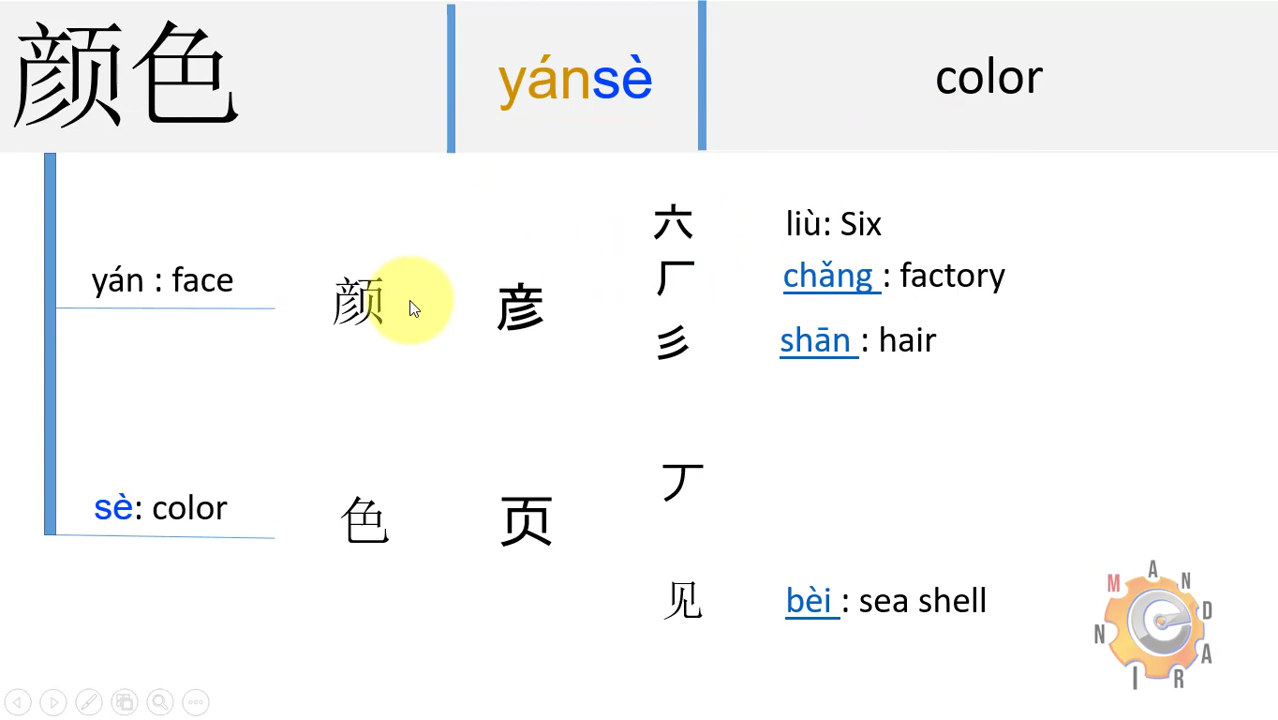 颜色 yánsè color
六 liù: Six
yán : face 颜 彦 厂 chǎng : factory
彡 shān : hair
丆
sè: color 色 页
见 bèi : sea shell
MANDARIN